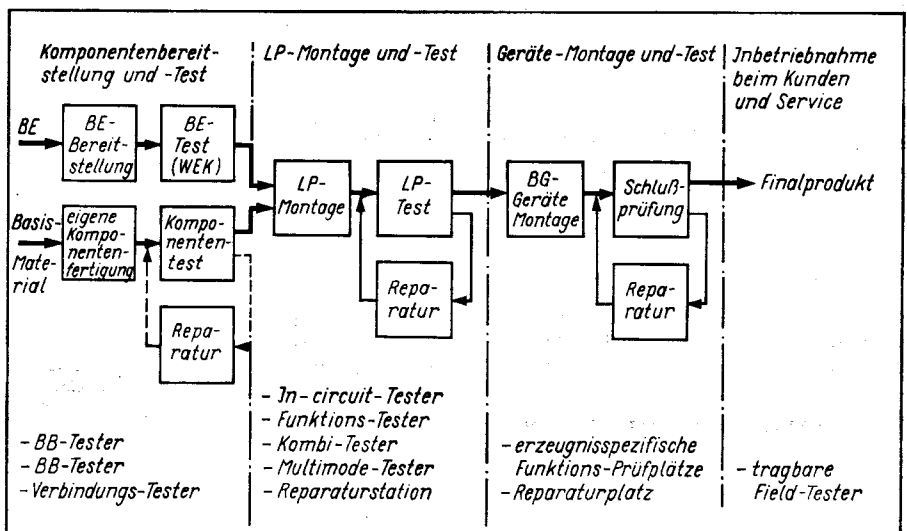 Komponentenbereit-
stellung und -Test
LP-Montage und-Test
Geräte-Montage und-Test
Inbetriebnahme
beim Kunden
und Service
BE
BE-
Bereit-
stellung
BE-
Test
(WEK)
Basis-
Mate-
rial
eigene
Kompo-
nenten-
fertigung
Kompo-
nenten-
test
Repa-
ratur
LP-
Montage
LP-
Test
Repa-
ratur
BG-
Geräte
Montage
Schluß-
prüfung
Repa-
ratur
Finalprodukt
- BB-Tester
- BB-Tester
- Verbindungs-Tester
- In-circuit-Tester
- Funktions-Tester
- Kombi-Tester
- Multimode-Tester
- Reparaturstation
- erzeugnisspezifische
Funktions-Prüfplätze
- Reparaturplatz
- tragbare
Field-Tester